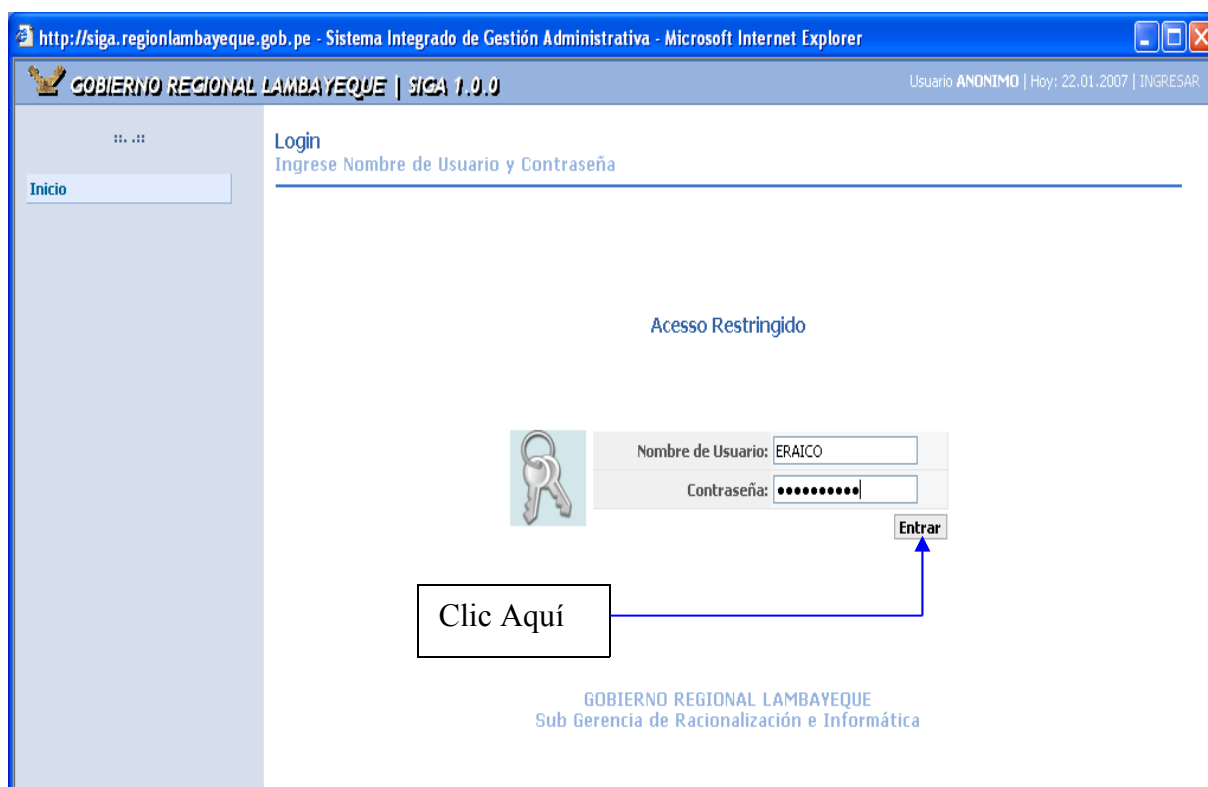 http://siga.regionlambayeque.gob.pe - Sistema Integrado de Gestión Administrativa - Microsoft Internet Explorer
GOBIERNO REGIONAL LAMBAYEQUE | SIGA 1.0.0
Usuario ANONIMO | Hoy: 22.01.2007 | INGRESAR
::. .::
Login
Ingrese Nombre de Usuario y Contraseña
Inicio
Acesso Restringido
Nombre de Usuario: ERAICO
Contraseña: ••••••••••
Entrar
Clic Aquí
GOBIERNO REGIONAL LAMBAYEQUE
Sub Gerencia de Racionalización e Informática